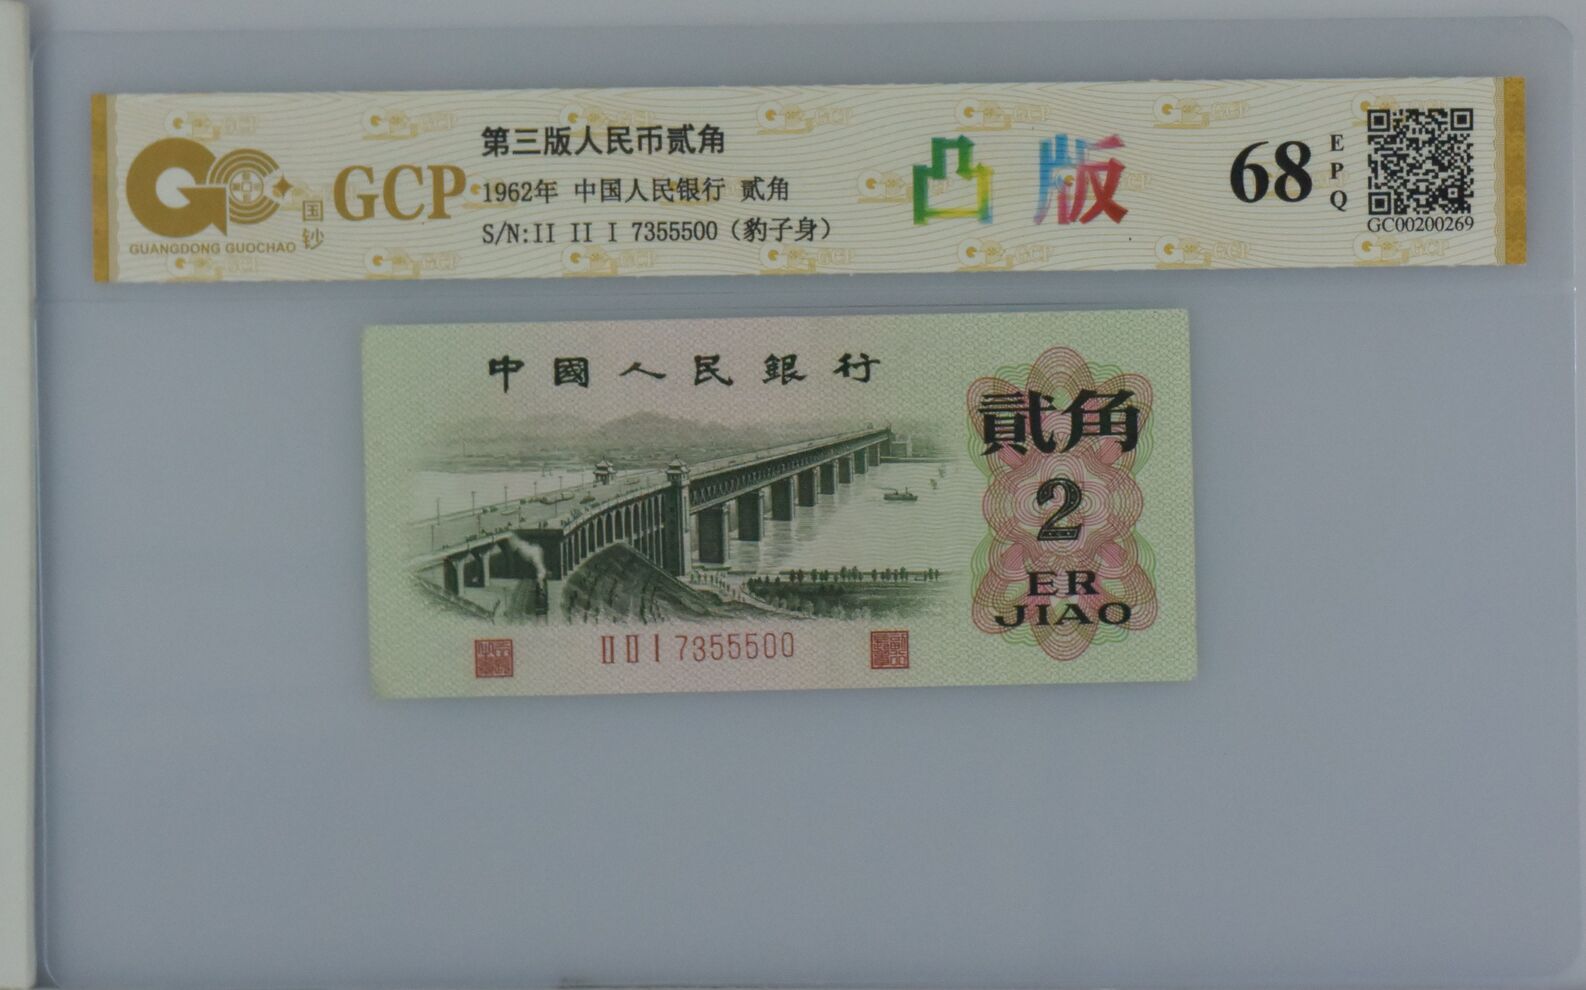 GUANGDONG GUOCHAO
国钞
GCP
第三版人民币贰角
1962年 中国人民银行 贰角
S/N:II II I 7355500（豹子身）
凸版
68
EPQ
GC00200269
中國人民銀行
貳角
2
ER
JIAO
II II I 7355500